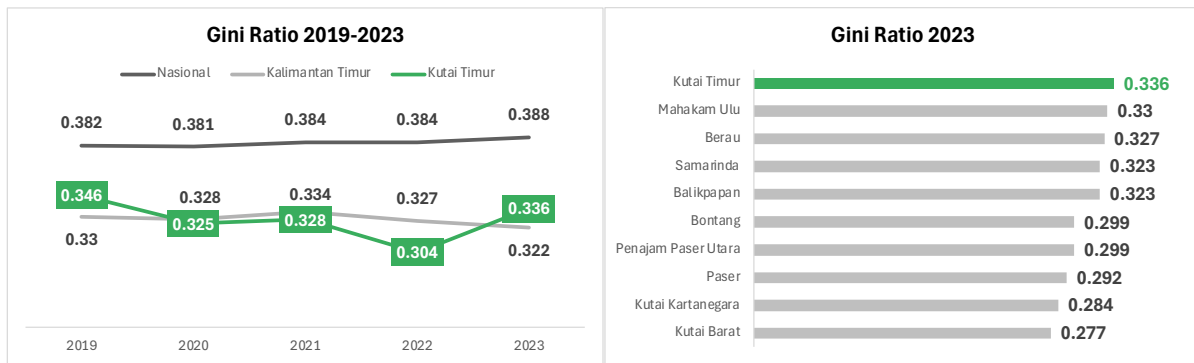 Gini Ratio 2019-2023
Nasional Kalimantan Timur Kutai Timur
0.382 0.381 0.384 0.384 0.388
0.346 0.328 0.334 0.327 0.336
0.33 0.325 0.328 0.304 0.322
2019 2020 2021 2022 2023
Gini Ratio 2023
Kutai Timur 0.336
Mahakam Ulu 0.33
Berau 0.327
Samarinda 0.323
Balikpapan 0.323
Bontang 0.299
Penajam Paser Utara 0.299
Paser 0.292
Kutai Kartanegara 0.284
Kutai Barat 0.277